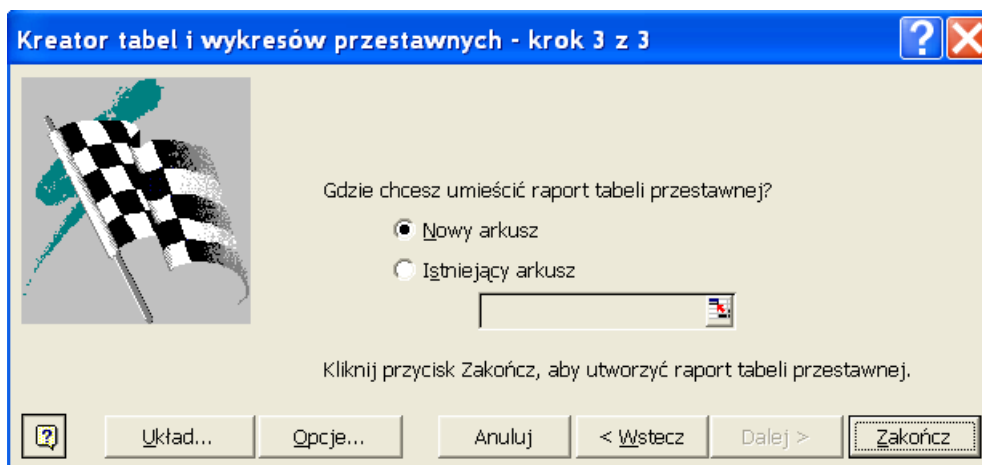 Kreator tabel i wykresów przestawnych - krok 3 z 3
Gdzie chcesz umieścić raport tabeli przestawnej?
Nowy arkusz
Istniejący arkusz
Kliknij przycisk Zakończ, aby utworzyć raport tabeli przestawnej.
Układ... Opcje... Anuluj < Wstecz Dalej > Zakończ